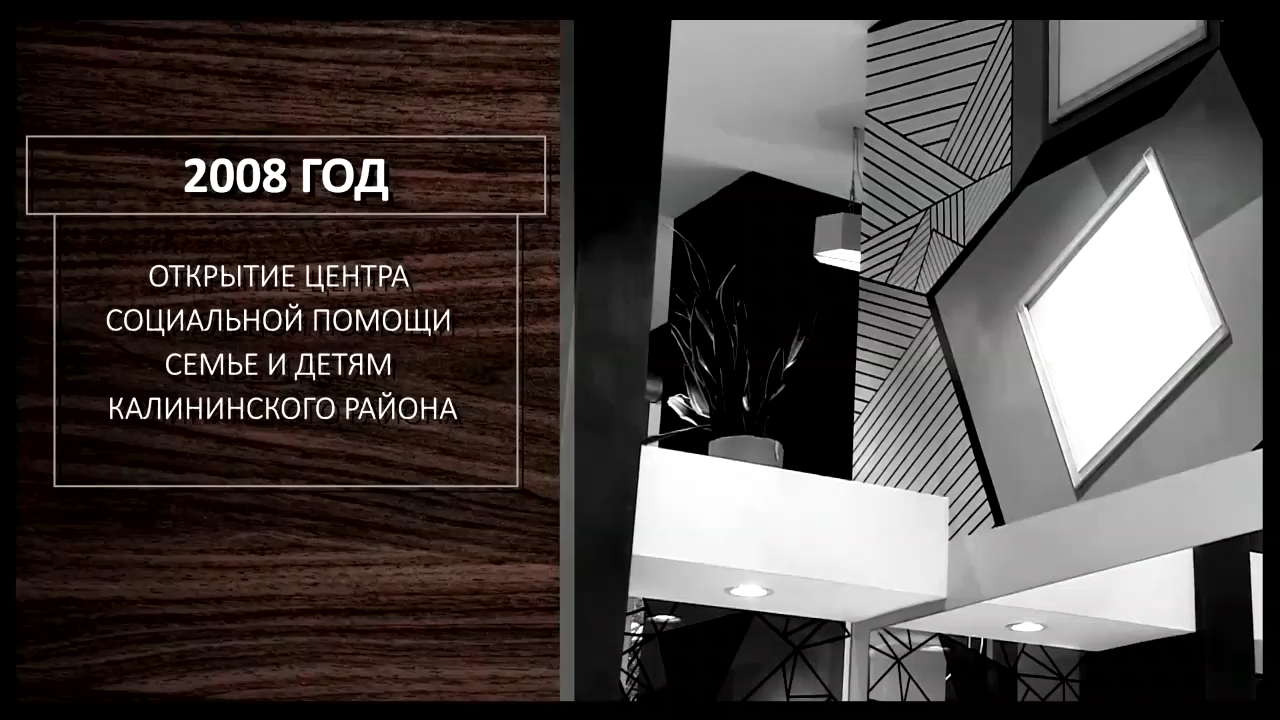 2008 ГОД
ОТКРЫТИЕ ЦЕНТРА
СОЦИАЛЬНОЙ ПОМОЩИ
СЕМЬЕ И ДЕТЯМ
КАЛИНИНСКОГО РАЙОНА